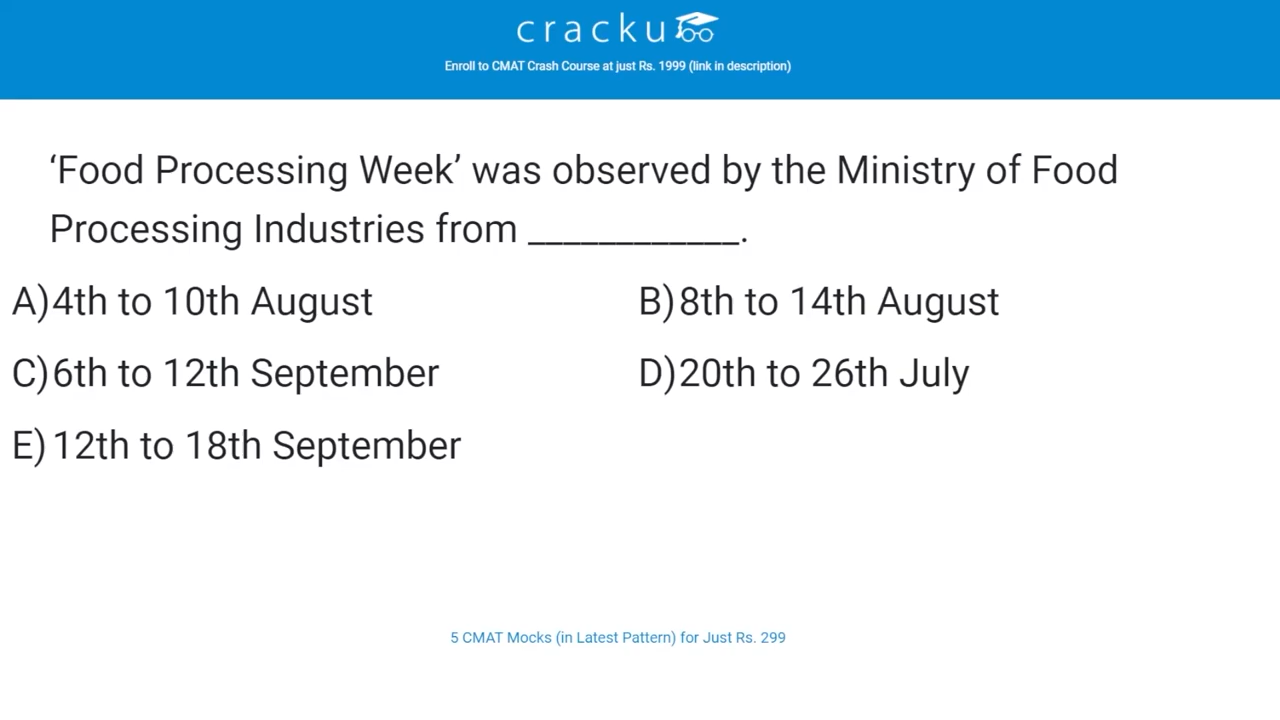 cracku
Enroll to CMAT Crash Course at just Rs. 1999 (link in description)
‘Food Processing Week’ was observed by the Ministry of Food
Processing Industries from ____________.
A)4th to 10th August
B)8th to 14th August
C)6th to 12th September
D)20th to 26th July
E)12th to 18th September
5 CMAT Mocks (in Latest Pattern) for Just Rs. 299